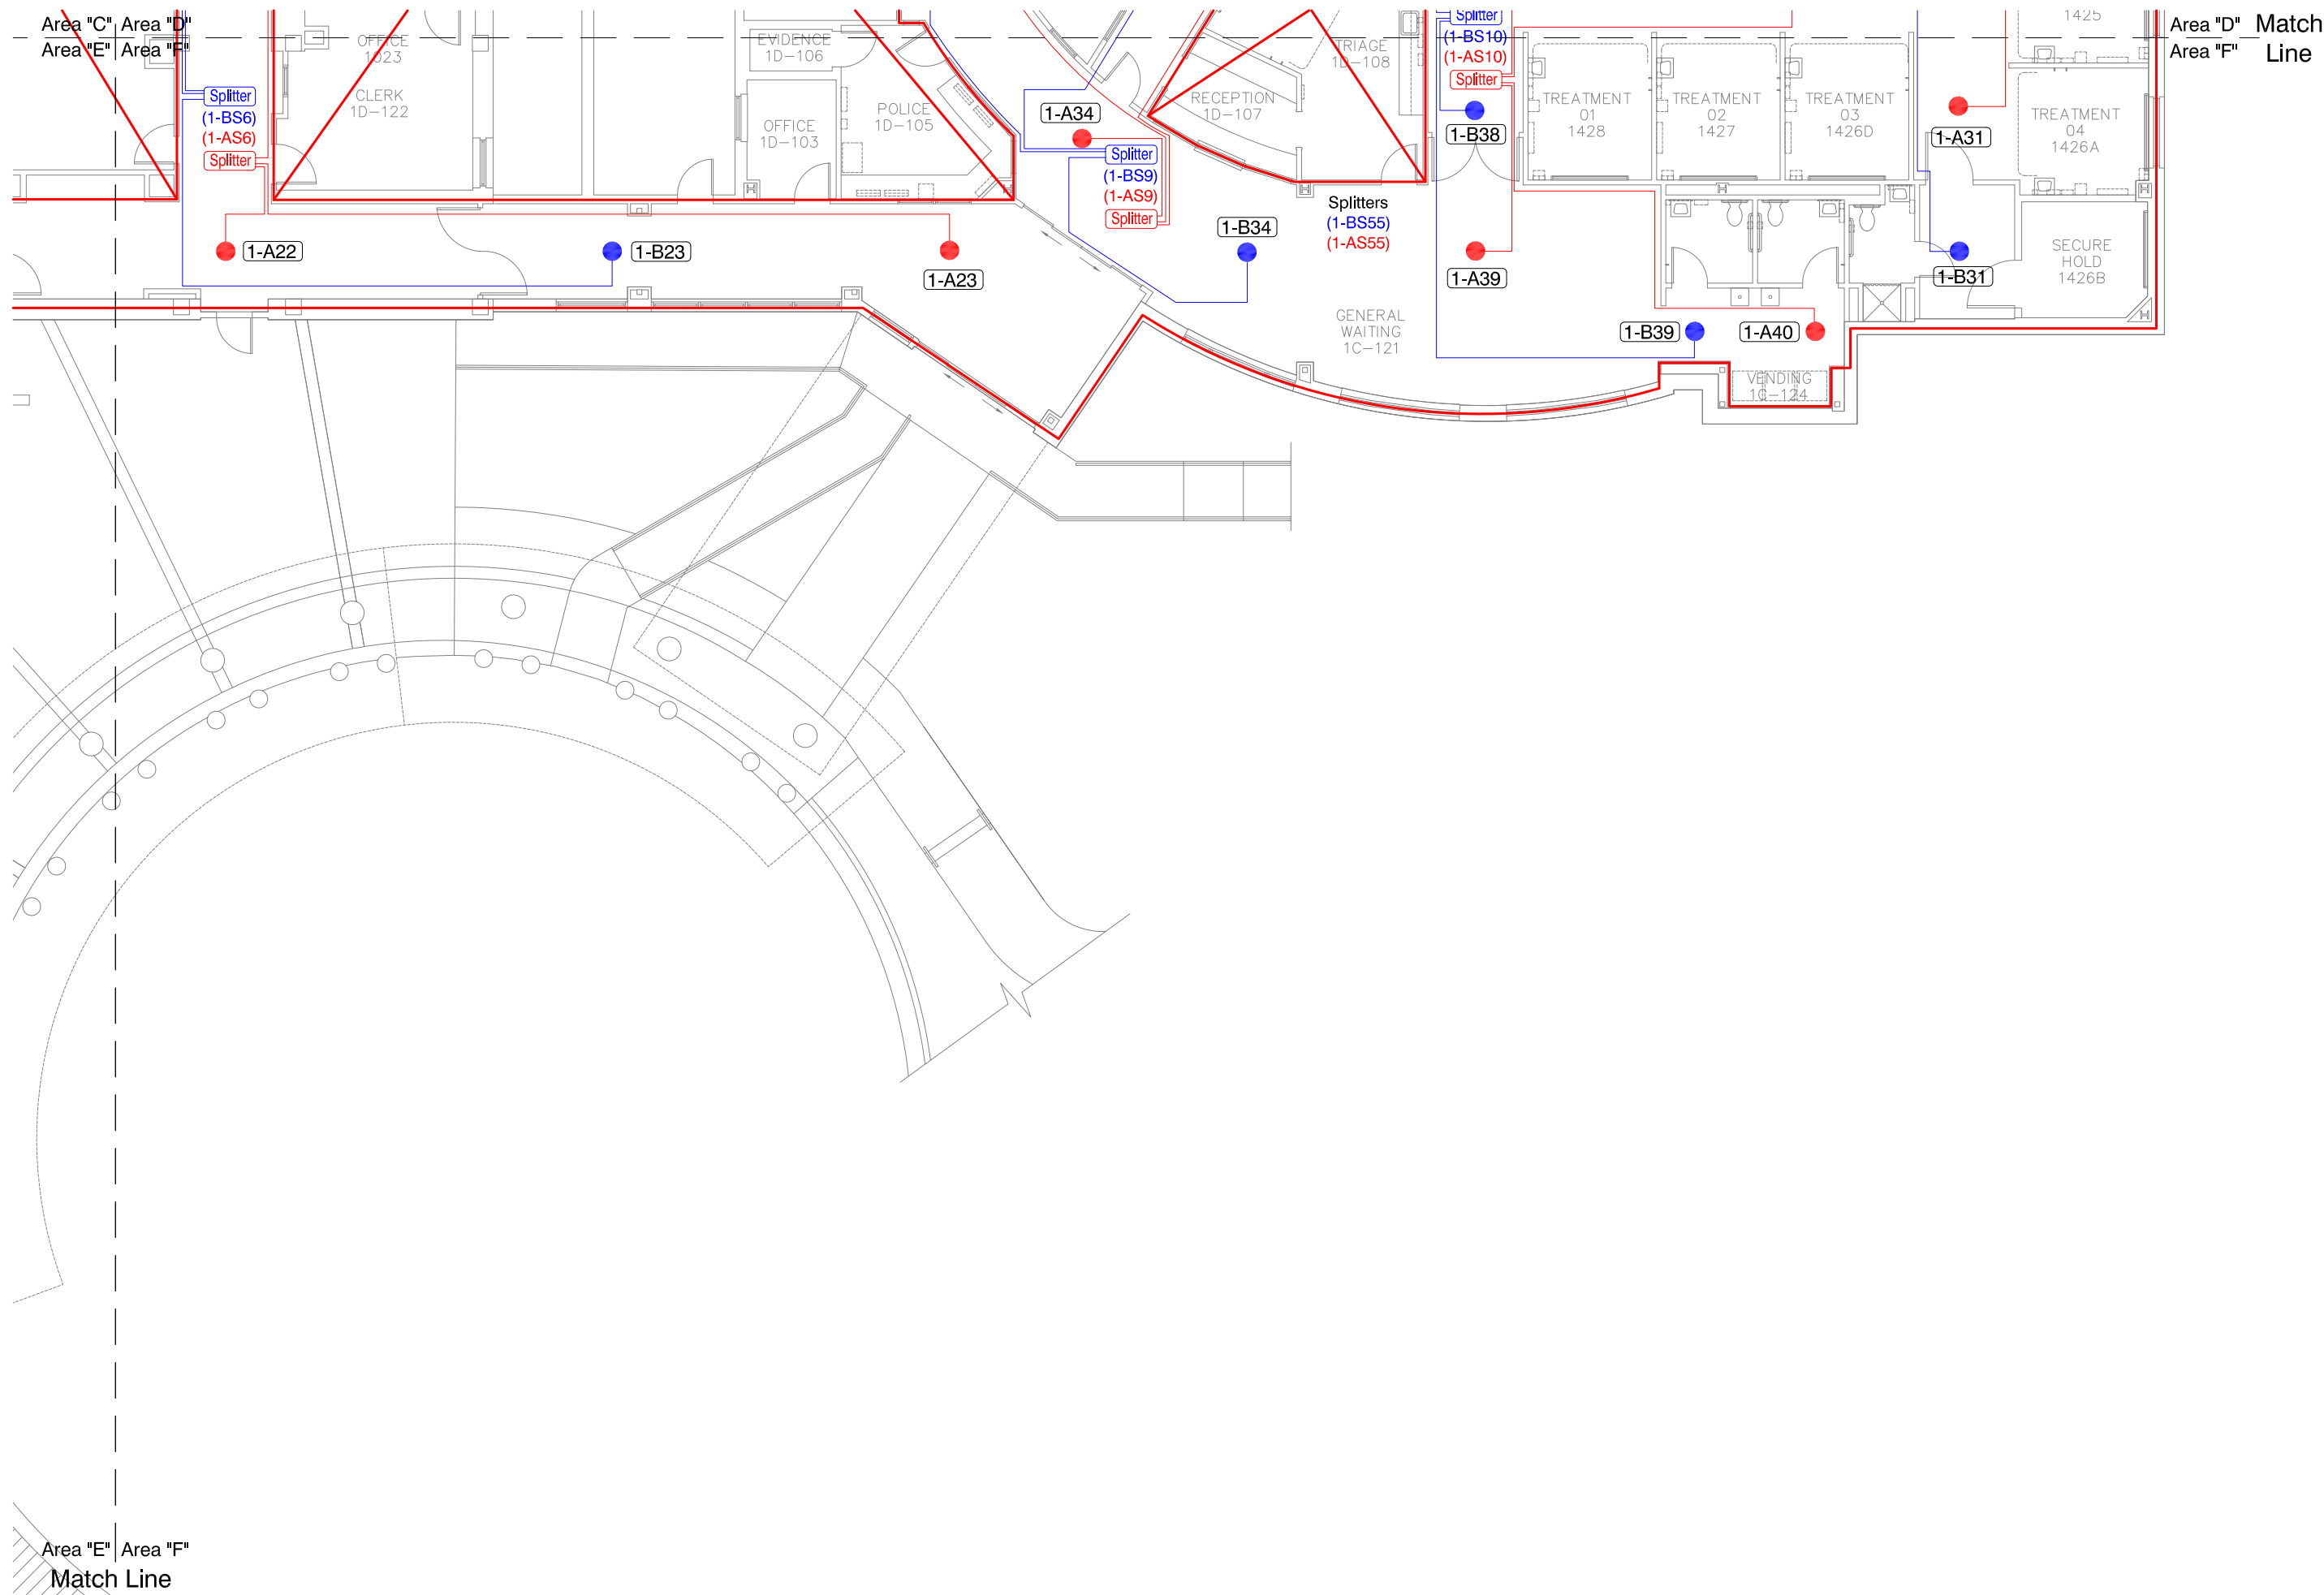 Area "C" Area "D"
Area "E" Area "F"
Area "D" Match
Area "F" Line
OFFICE
1023
CLERK
1D-122
Splitter
(1-BS6)
(1-AS6)
Splitter
EVIDENCE
1D-106
OFFICE
1D-103
POLICE
1D-105
1-A34
Splitter
(1-BS9)
(1-AS9)
Splitter
RECEPTION
1D-107
TRIAGE
1D-108
Splitter
(1-BS10)
(1-AS10)
Splitter
1-B38
TREATMENT
01
1428
TREATMENT
02
1427
TREATMENT
03
1426D
1-A31
1425
TREATMENT
04
1426A
Splitters
(1-BS55)
(1-AS55)
1-A22
1-B23
1-A23
1-B34
1-A39
1-B31
SECURE
HOLD
1426B
GENERAL
WAITING
1C-121
1-B39
1-A40
VENDING
1C-124
Area "E" Area "F"
Match Line